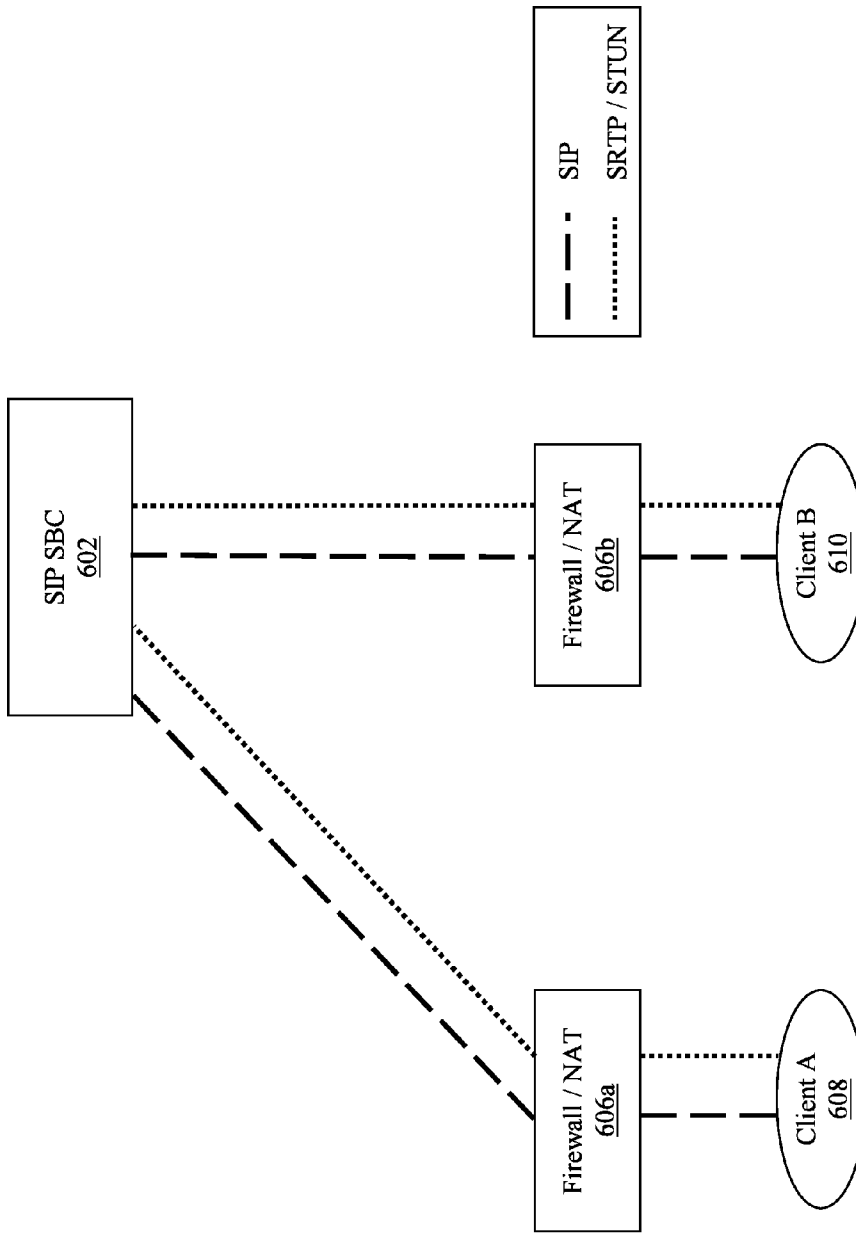 SIP SBC
602
SIP
SRTP / STUN
Firewall / NAT
606a
Firewall / NAT
606b
Client A
608
Client B
610